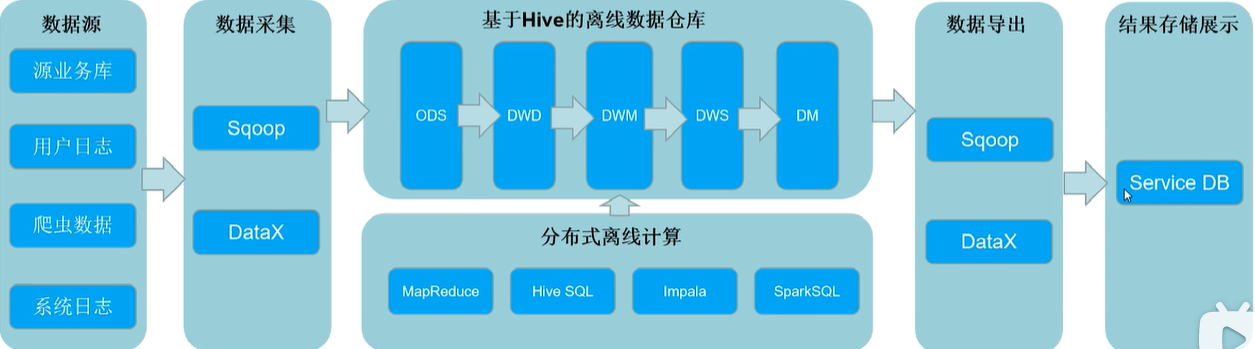 数据源
源业务库
用户日志
爬虫数据
系统日志
数据采集
Sqoop
DataX
基于Hive的离线数据仓库
ODS
DWD
DWM
DWS
DM
分布式离线计算
MapReduce
Hive SQL
Impala
SparkSQL
数据导出
Sqoop
DataX
结果存储展示
Service DB